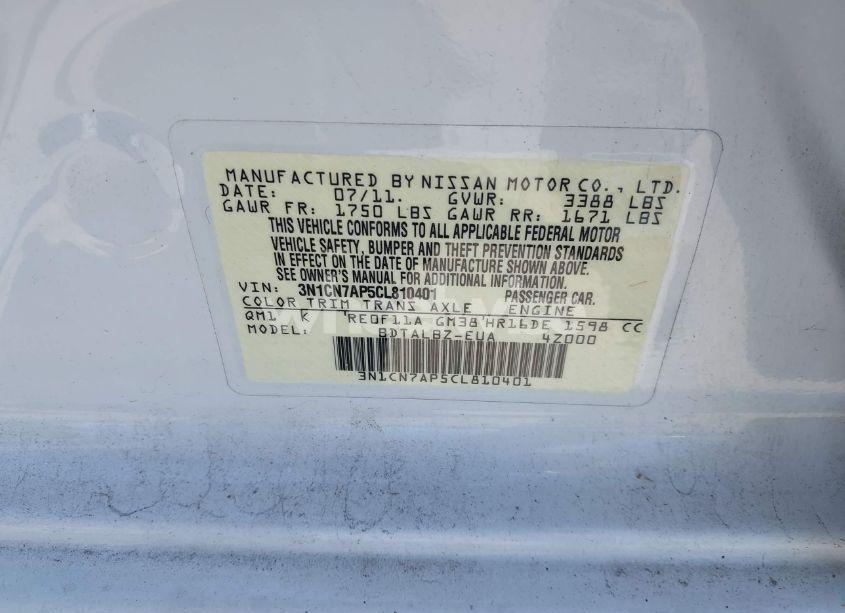 MANUFACTURED BY NISSAN MOTOR CO., LTD.
DATE: 07/11. GVWR: 3388 LBS
GAWR FR: 1750 LBS GAWR RR: 1671 LBS
THIS VEHICLE CONFORMS TO ALL APPLICABLE FEDERAL MOTOR
VEHICLE SAFETY, BUMPER AND THEFT PREVENTION STANDARDS
IN EFFECT ON THE DATE OF MANUFACTURE SHOWN ABOVE.
SEE OWNER'S MANUAL FOR ADDITIONAL INFORMATION.
VIN: 3N1CN7AP5CL810401 PASSENGER CAR.
COLOR TRIM TRANS AXLE ENGINE
QM1 K RE0F11A GM38 HR16DE 1598 CC
MODEL: BDTALBZ-EUA 4Z000
3N1CN7AP5CL810401